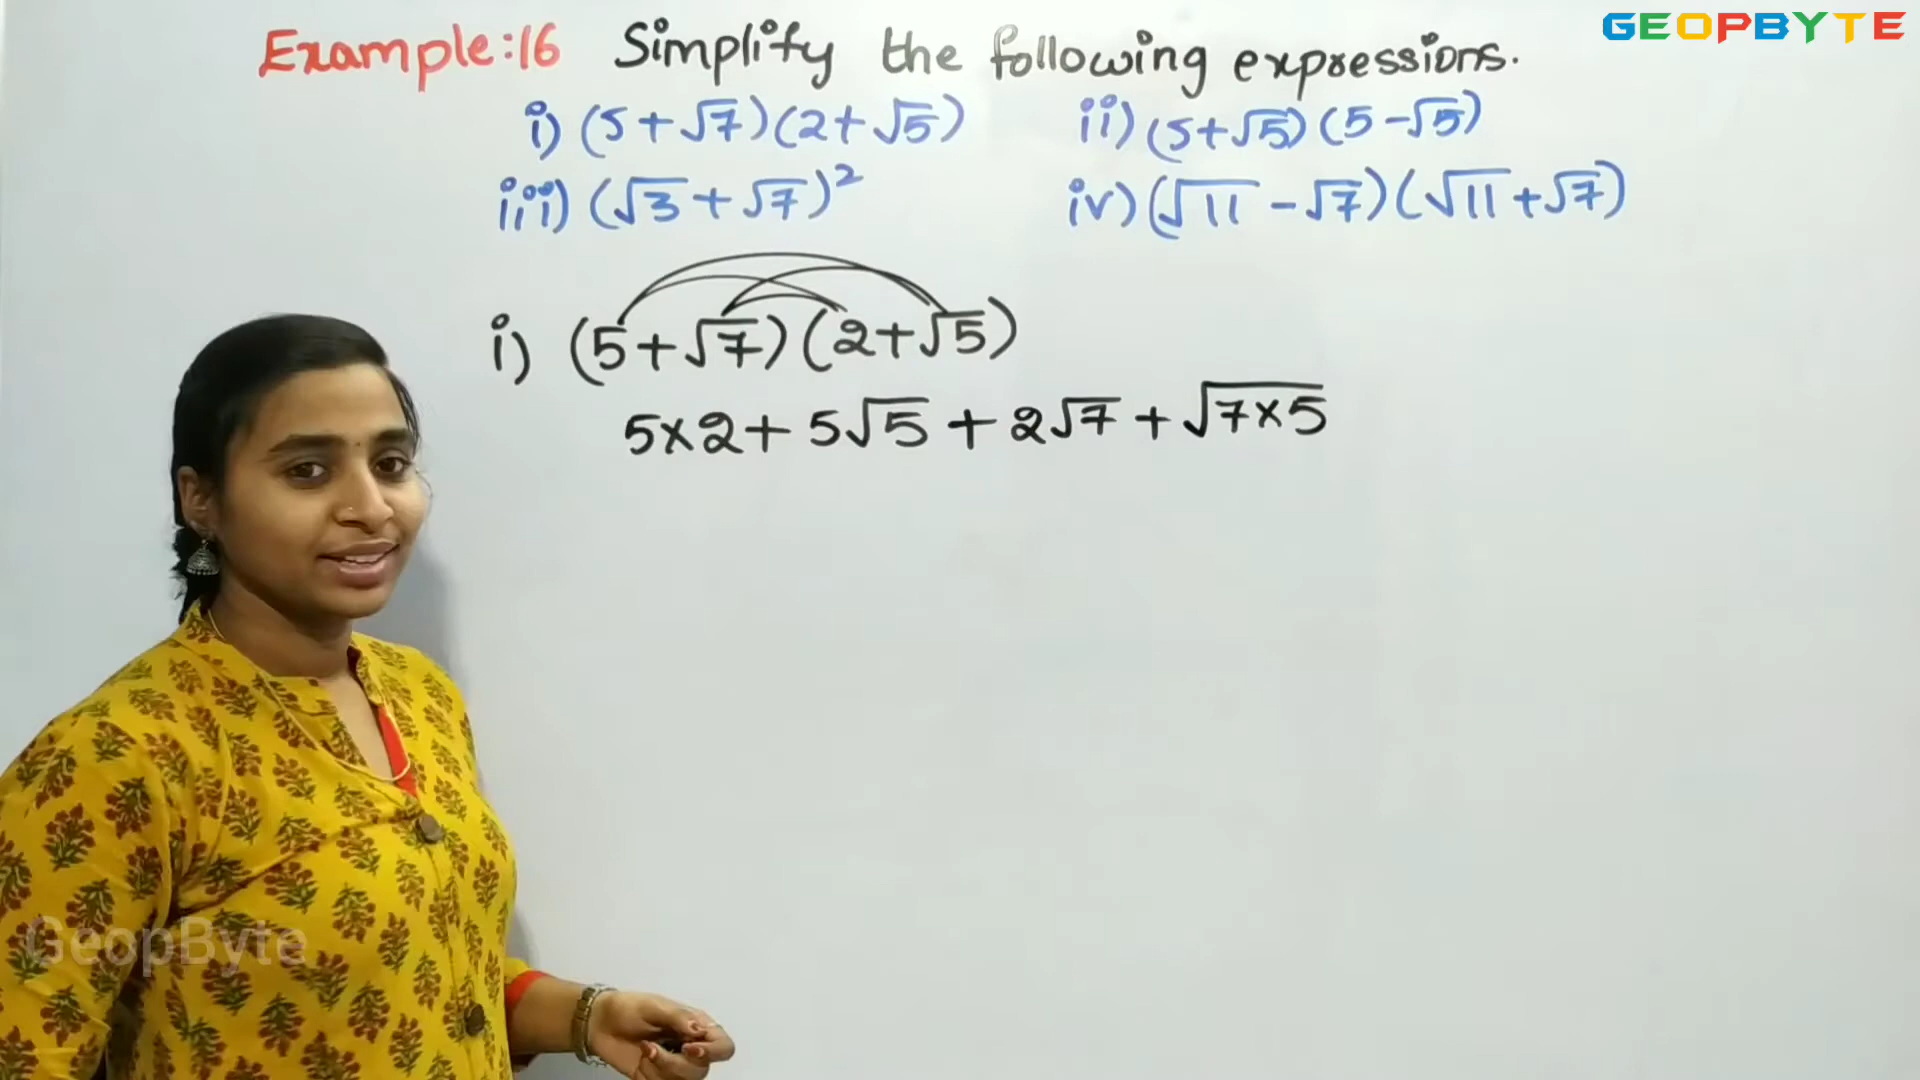 GEOPBYTE
Example:16 Simplify the following expressions.
i) (5+√7)(2+√5) ii) (5+√5)(5-√5)
iii) (√3+√7)² iv) (√11-√7)(√11+√7)
i) (5+√7)(2+√5)
5×2+5√5+2√7+√7×5
GeopByte